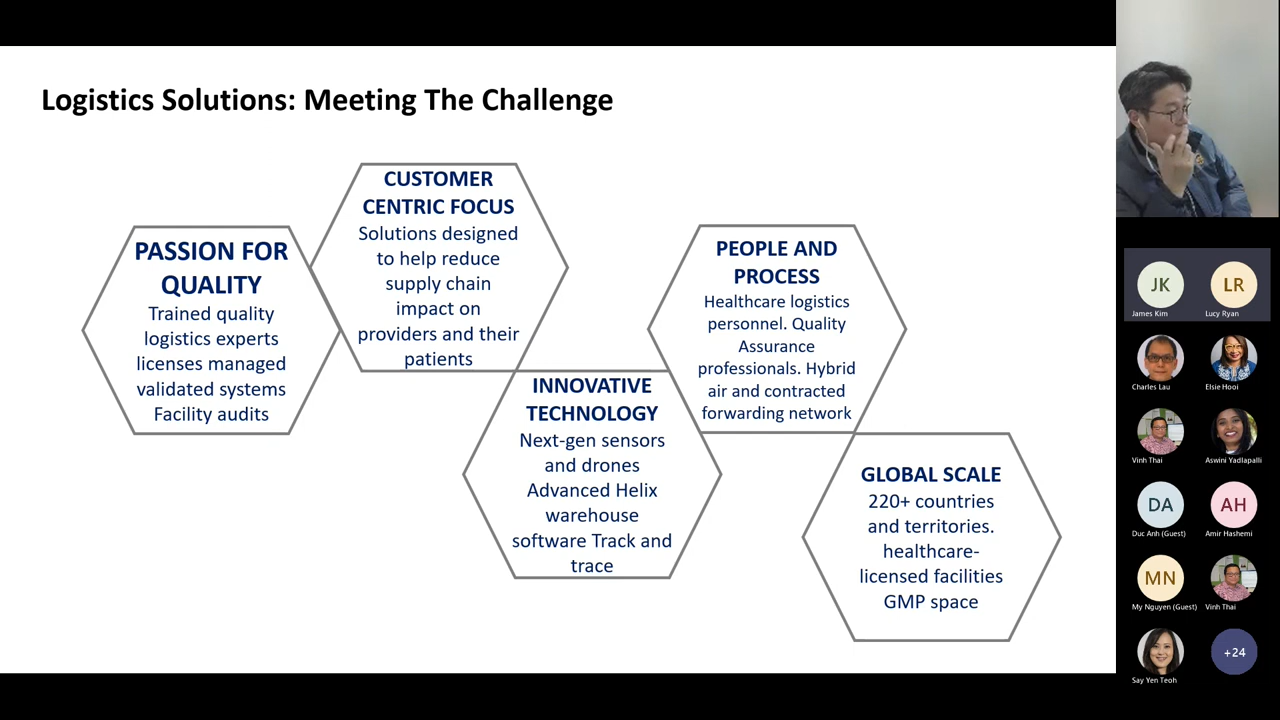 Logistics Solutions: Meeting The Challenge
PASSION FOR
QUALITY
Trained quality
logistics experts
licenses managed
validated systems
Facility audits
CUSTOMER
CENTRIC FOCUS
Solutions designed
to help reduce
supply chain
impact on
providers and their
patients
INNOVATIVE
TECHNOLOGY
Next-gen sensors
and drones
Advanced Helix
warehouse
software Track and
trace
PEOPLE AND
PROCESS
Healthcare logistics
personnel. Quality
Assurance
professionals. Hybrid
air and contracted
forwarding network
GLOBAL SCALE
220+ countries
and territories.
healthcare-
licensed facilities
GMP space
JK
James Kim
LR
Lucy Ryan
Charles Lau
Elsie Hooi
Vinh Thai
Aswini Yadlapalli
DA
Duc Anh (Guest)
AH
Amir Hashemi
MN
My Nguyen (Guest)
Vinh Thai
Say Yen Teoh
+24